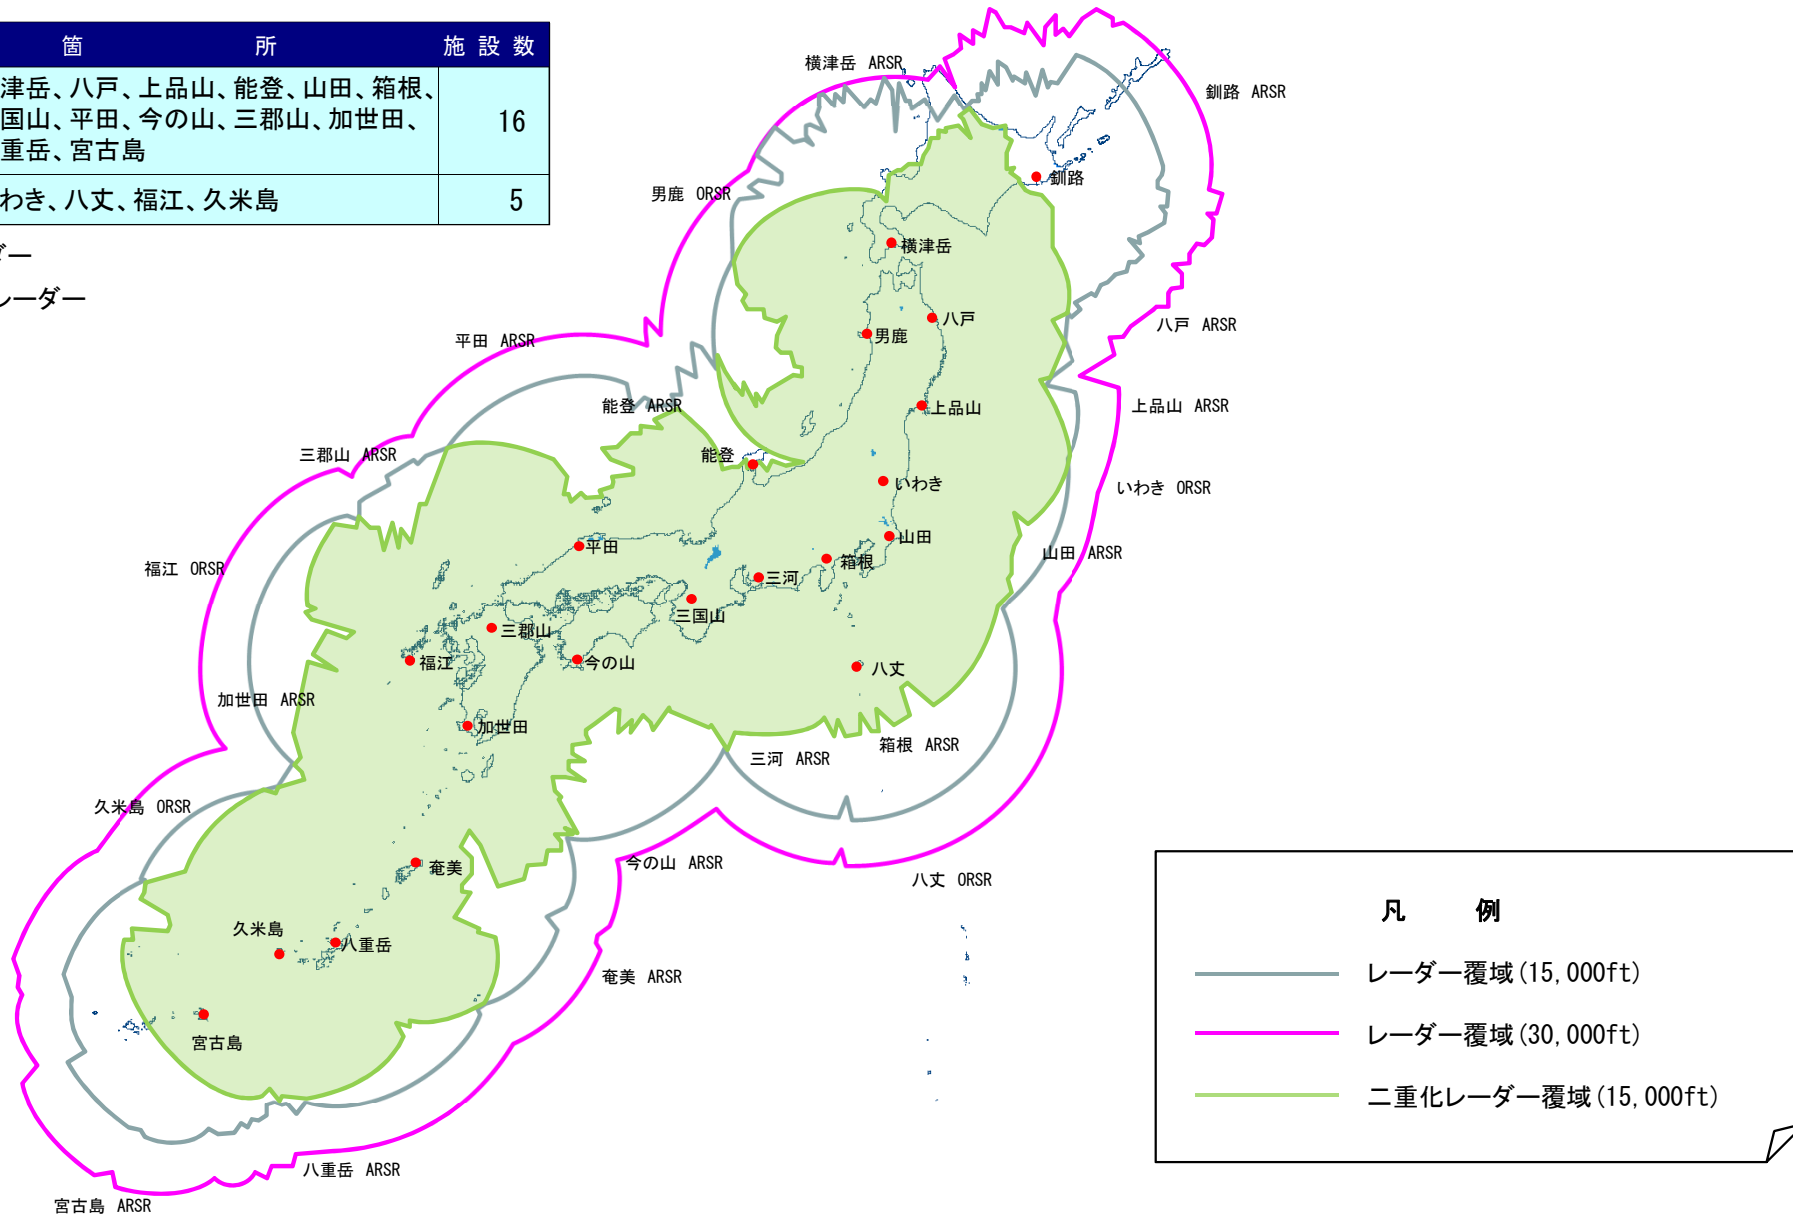 箇 所 施 設 数
津岳、八戸、上品山、能登、山田、箱根、
国山、平田、今の山、三郡山、加世田、
重岳、宮古島
16
わき、八丈、福江、久米島
5
ー
レーダー
横津岳 ARSR
釧路 ARSR
釧路
男鹿 ORSR
横津岳
八戸
八戸 ARSR
男鹿
平田 ARSR
能登 ARSR
上品山
上品山 ARSR
三郡山 ARSR
能登
いわき
いわき ORSR
山田
平田
箱根
山田 ARSR
福江 ORSR
三河
三国山
三郡山
福江
今の山
八丈
加世田 ARSR
加世田
箱根 ARSR
三河 ARSR
久米島 ORSR
今の山 ARSR
奄美
八丈 ORSR
久米島
八重岳
奄美 ARSR
宮古島
八重岳 ARSR
宮古島 ARSR
凡 例
レーダー覆域(15,000ft)
レーダー覆域(30,000ft)
二重化レーダー覆域(15,000ft)